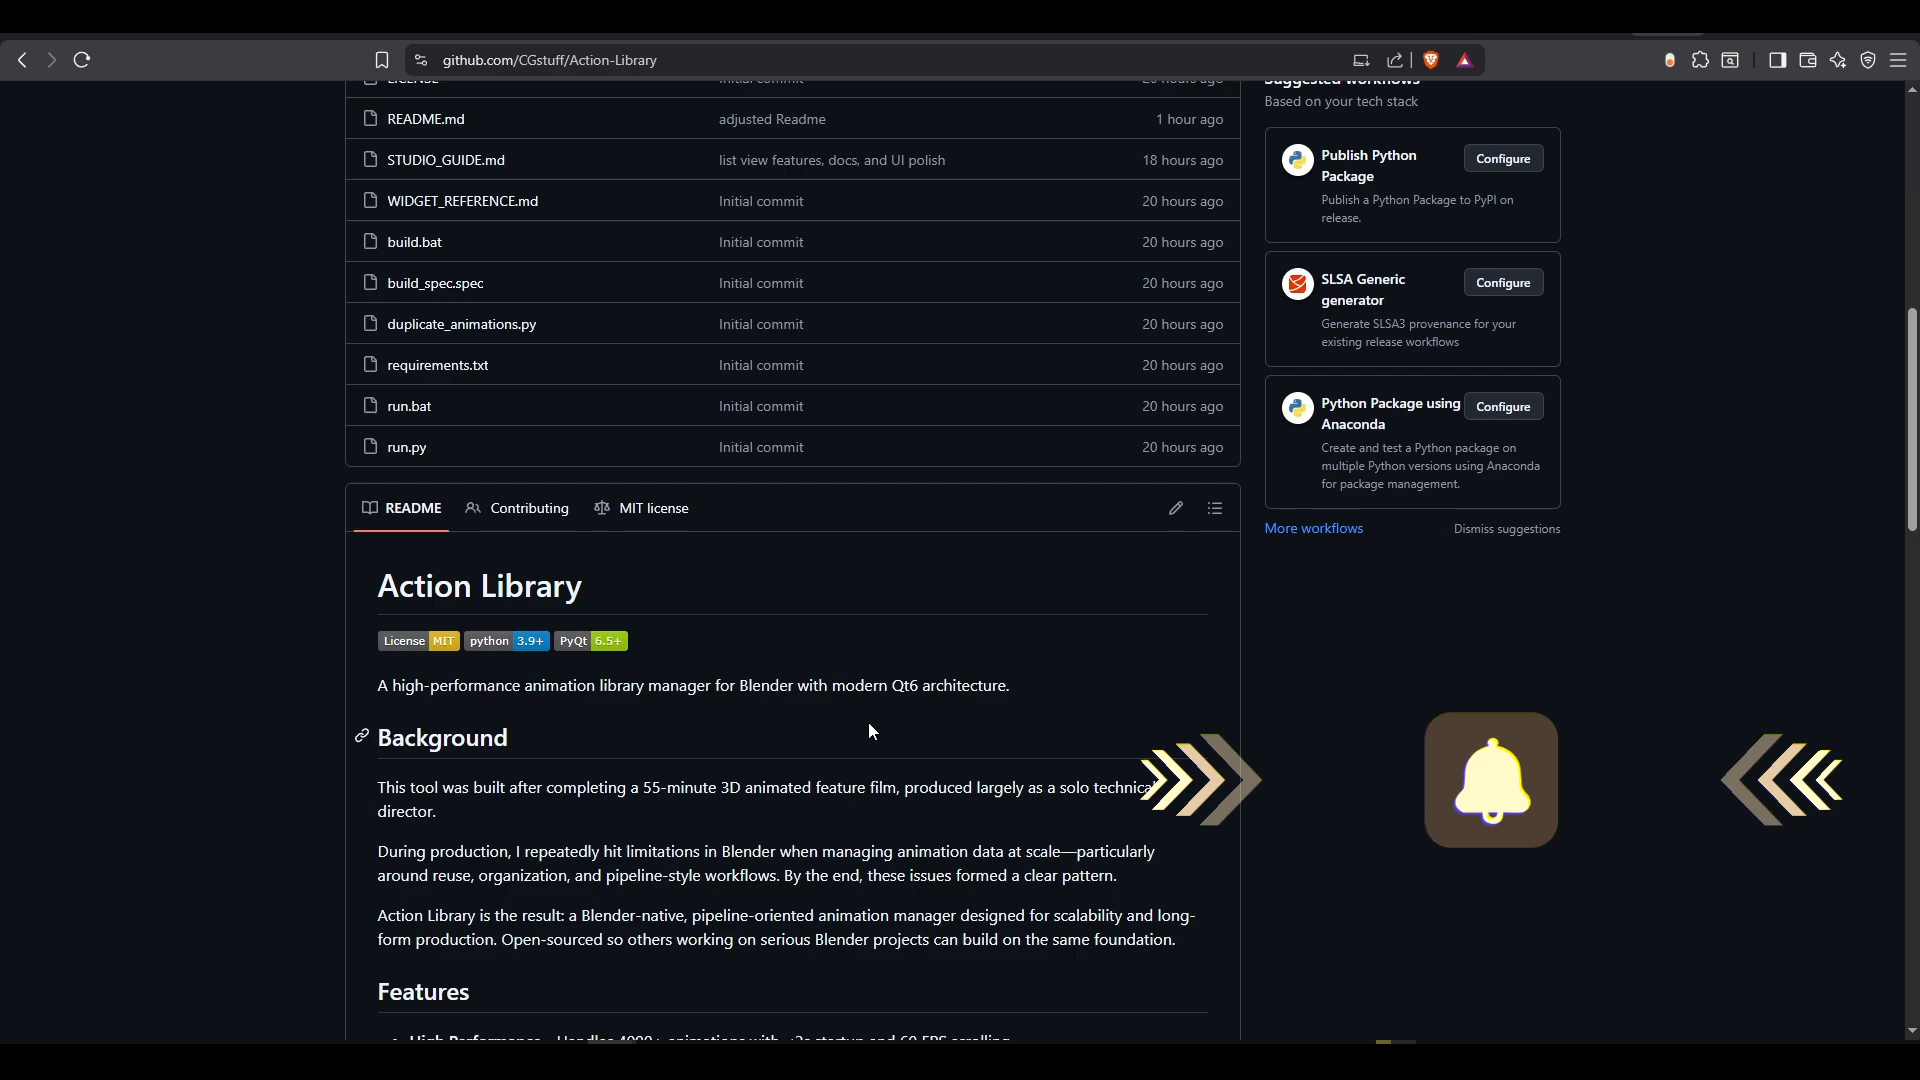 github.com/CGstuff/Action-Library
LICENSE Initial commit 20 hours ago
README.md adjusted Readme 1 hour ago
STUDIO_GUIDE.md list view features, docs, and UI polish 18 hours ago
WIDGET_REFERENCE.md Initial commit 20 hours ago
build.bat Initial commit 20 hours ago
build_spec.spec Initial commit 20 hours ago
duplicate_animations.py Initial commit 20 hours ago
requirements.txt Initial commit 20 hours ago
run.bat Initial commit 20 hours ago
run.py Initial commit 20 hours ago
Suggested workflows
Based on your tech stack
Publish Python
Package
Configure
Publish a Python Package to PyPI on
release.
SLSA Generic
generator
Configure
Generate SLSA3 provenance for your
existing release workflows
Python Package using
Anaconda
Configure
Create and test a Python package on
multiple Python versions using Anaconda
for package management.
More workflows Dismiss suggestions
README Contributing MIT license
Action Library
License MIT python 3.9+ PyQt 6.5+
A high-performance animation library manager for Blender with modern Qt6 architecture.
Background
This tool was built after completing a 55-minute 3D animated feature film, produced largely as a solo technical
director.
During production, I repeatedly hit limitations in Blender when managing animation data at scale—particularly
around reuse, organization, and pipeline-style workflows. By the end, these issues formed a clear pattern.
Action Library is the result: a Blender-native, pipeline-oriented animation manager designed for scalability and long-
form production. Open-sourced so others working on serious Blender projects can build on the same foundation.
Features